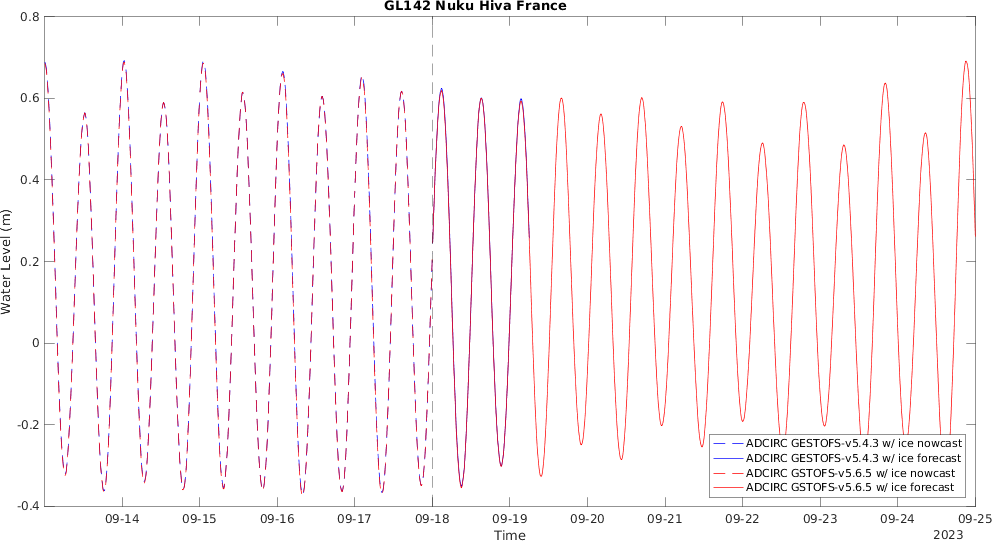 GL142 Nuku Hiva France
0.8
0.6
0.4
0.2
0
-0.2
-0.4
Water Level (m)
ADCIRC GESTOFS-v5.4.3 w/ ice nowcast
ADCIRC GESTOFS-v5.4.3 w/ ice forecast
ADCIRC GSTOFS-v5.6.5 w/ ice nowcast
ADCIRC GSTOFS-v5.6.5 w/ ice forecast
09-14 09-15 09-16 09-17 09-18 09-19 09-20 09-21 09-22 09-23 09-24 09-25
Time
2023